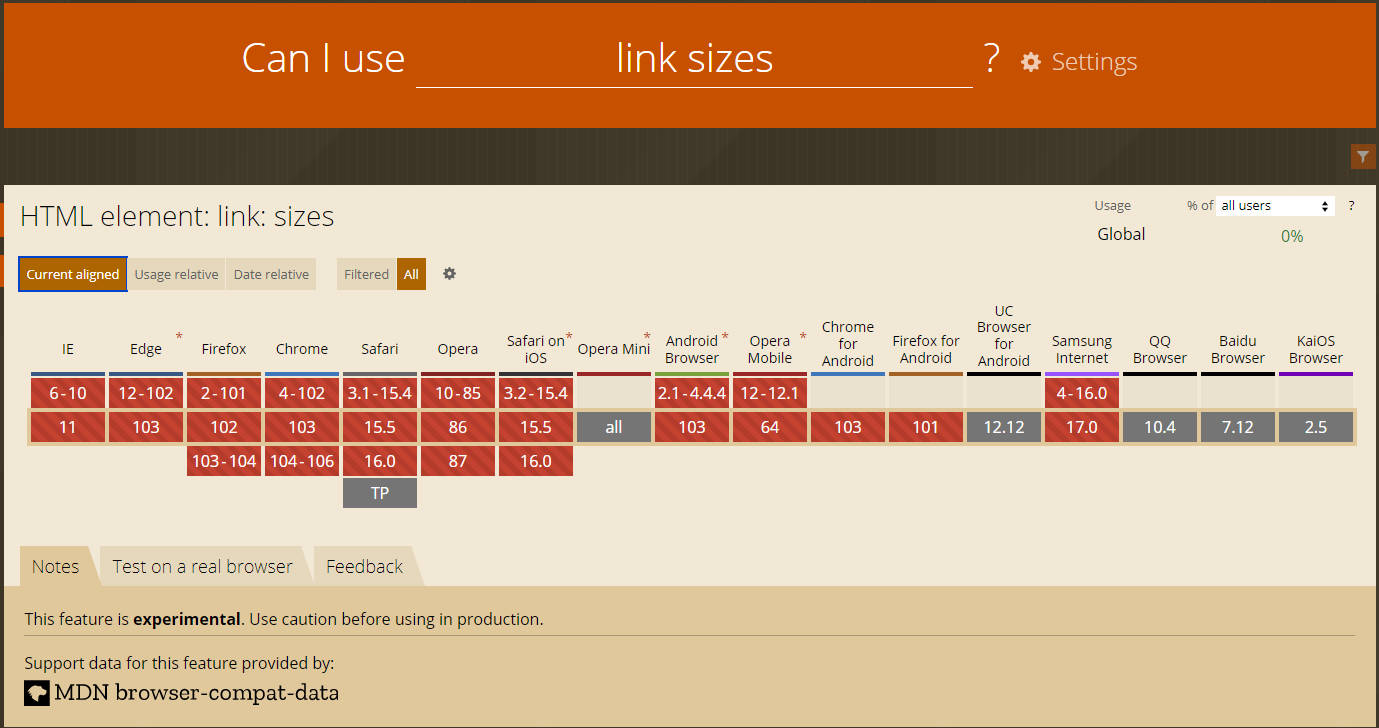 Can I use link sizes ? Settings
HTML element: link: sizes
Usage % of all users ?
Global 0%
Current aligned Usage relative Date relative Filtered All
IE Edge * Firefox Chrome Safari Opera Safari on iOS * Opera Mini * Android Browser * Opera Mobile * Chrome for Android Firefox for Android UC Browser for Android Samsung Internet QQ Browser Baidu Browser KaiOS Browser
6-10 12-102 2-101 4-102 3.1-15.4 10-85 3.2-15.4 2.1-4.4.4 12-12.1 4-16.0
11 103 102 103 15.5 86 15.5 all 103 64 103 101 12.12 17.0 10.4 7.12 2.5
103-104 104-106 16.0 87 16.0
TP
Notes Test on a real browser Feedback
This feature is experimental. Use caution before using in production.
Support data for this feature provided by:
MDN browser-compat-data